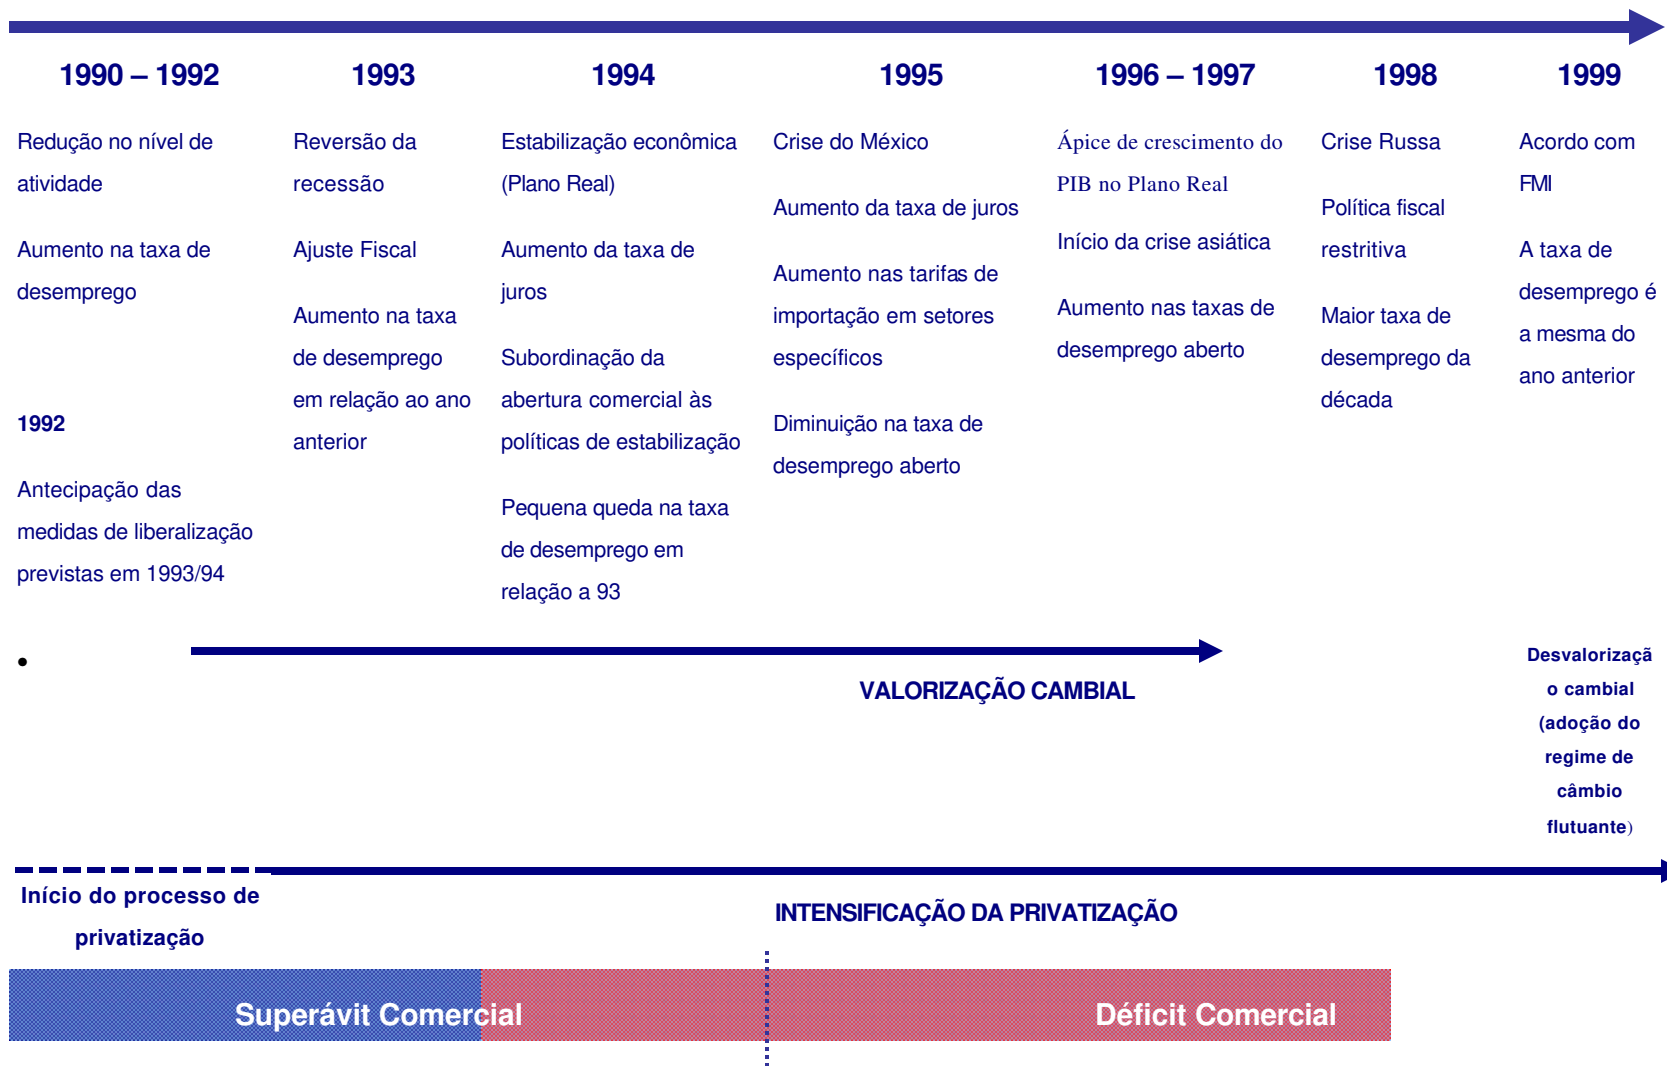 1990 – 1992
1993
1994
1995
1996 – 1997
1998
1999
Redução no nível de
atividade
Aumento na taxa de
desemprego
1992
Antecipação das
medidas de liberalização
previstas em 1993/94
Reversão da
recessão
Ajuste Fiscal
Aumento na taxa
de desemprego
em relação ao ano
anterior
Estabilização econômica
(Plano Real)
Aumento da taxa de
juros
Subordinação da
abertura comercial às
políticas de estabilização
Pequena queda na taxa
de desemprego em
relação a 93
Crise do México
Aumento da taxa de juros
Aumento nas tarifas de
importação em setores
específicos
Diminuição na taxa de
desemprego aberto
Ápice de crescimento do
PIB no Plano Real
Início da crise asiática
Aumento nas taxas de
desemprego aberto
Crise Russa
Política fiscal
restritiva
Maior taxa de
desemprego da
década
Acordo com
FMI
A taxa de
desemprego é
a mesma do
ano anterior
•
VALORIZAÇÃO CAMBIAL
Desvalorizaçã
o cambial
(adoção do
regime de
câmbio
flutuante)
Início do processo de
privatização
INTENSIFICAÇÃO DA PRIVATIZAÇÃO
Superávit Comercial
Déficit Comercial